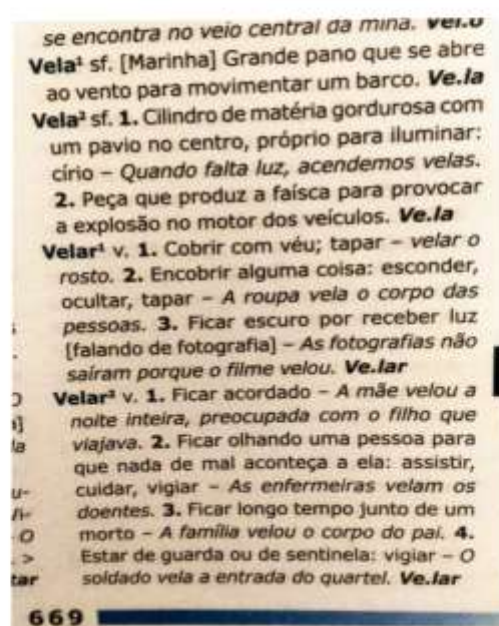 se encontra no veio central da mina. Vei.o
Vela¹ sf. [Marinha] Grande pano que se abre
ao vento para movimentar um barco. Ve.la
Vela² sf. 1. Cilindro de matéria gordurosa com
um pavio no centro, próprio para iluminar:
círio – Quando falta luz, acendemos velas.
2. Peça que produz a faísca para provocar
a explosão no motor dos veículos. Ve.la
Velar¹ v. 1. Cobrir com véu; tapar – velar o
rosto. 2. Encobrir alguma coisa: esconder,
ocultar, tapar – A roupa vela o corpo das
pessoas. 3. Ficar escuro por receber luz
[falando de fotografia] – As fotografias não
saíram porque o filme velou. Ve.lar
Velar² v. 1. Ficar acordado – A mãe velou a
noite inteira, preocupada com o filho que
viajava. 2. Ficar olhando uma pessoa para
que nada de mal aconteça a ela: assistir,
cuidar, vigiar – As enfermeiras velam os
doentes. 3. Ficar longo tempo junto de um
morto – A família velou o corpo do pai. 4.
Estar de guarda ou de sentinela: vigiar – O
soldado vela a entrada do quartel. Ve.lar
669